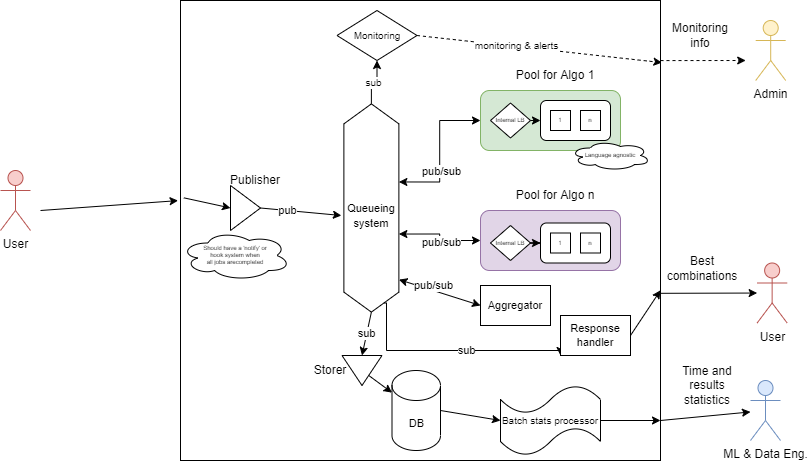 Monitoring
monitoring & alerts
Monitoring
info
Admin
sub
Pool for Algo 1
Internal LB
1
n
Language agnostic
pub/sub
Publisher
pub
Queueing
system
User
Should have a 'notify' or
hook system when
all jobs arecompleted
Pool for Algo n
Internal LB
1
n
pub/sub
Best
combinations
pub/sub
Aggregator
Response
handler
User
sub
sub
Storer
DB
Batch stats processor
Time and
results
statistics
ML & Data Eng.